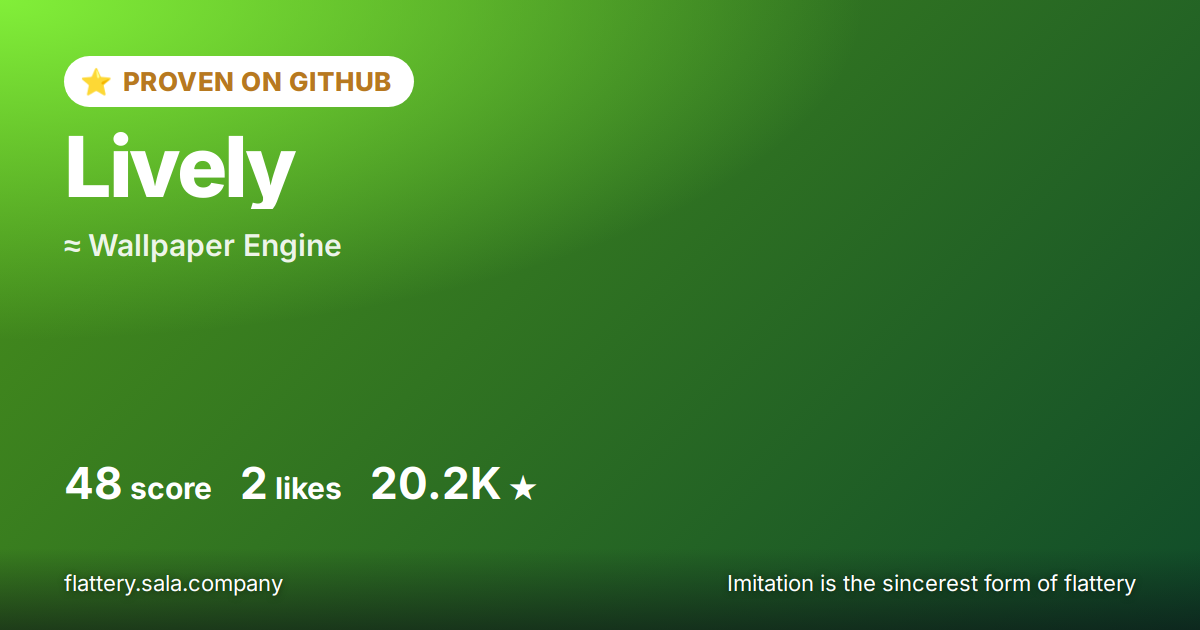 ⭐ PROVEN ON GITHUB
Lively
≈ Wallpaper Engine
48 score 2 likes 20.2K ★
flattery.sala.company
Imitation is the sincerest form of flattery